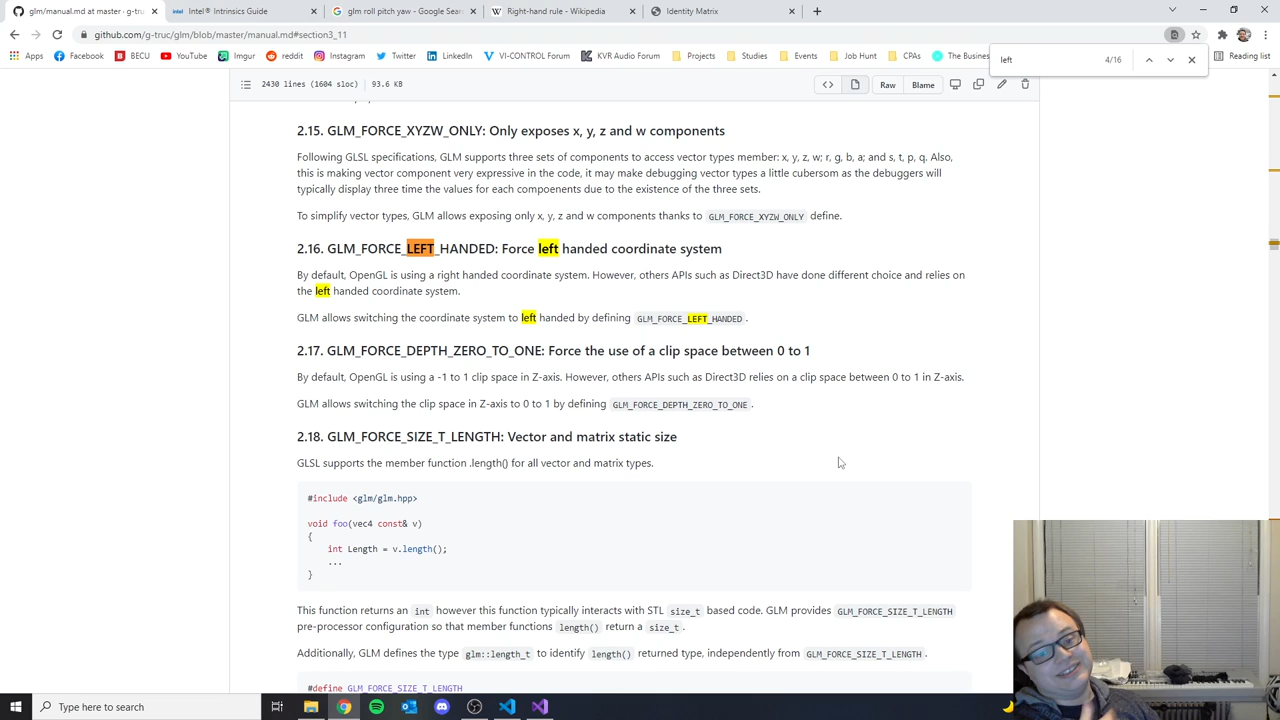 glm/manual.md at master · g-truc
Intel® Intrinsics Guide
glm roll pitch yaw - Google Sear
Right-hand rule - Wikipedia
Identity Matrix
github.com/g-truc/glm/blob/master/manual.md#section3_11
Apps
Facebook
BECU
YouTube
Imgur
reddit
Instagram
Twitter
LinkedIn
VI-CONTROL Forum
KVR Audio Forum
Projects
Studies
Events
Job Hunt
CPAs
The Business
Reading list
left
4/16
2430 lines (1604 sloc)
93.6 KB
Raw
Blame
2.15. GLM_FORCE_XYZW_ONLY: Only exposes x, y, z and w components
Following GLSL specifications, GLM supports three sets of components to access vector types member: x, y, z, w; r, g, b, a; and s, t, p, q. Also,
this is making vector component very expressive in the code, it may make debugging vector types a little cubersom as the debuggers will
typically display three time the values for each compoenents due to the existence of the three sets.
To simplify vector types, GLM allows exposing only x, y, z and w components thanks to GLM_FORCE_XYZW_ONLY define.
2.16. GLM_FORCE_LEFT_HANDED: Force left handed coordinate system
By default, OpenGL is using a right handed coordinate system. However, others APIs such as Direct3D have done different choice and relies on
the left handed coordinate system.
GLM allows switching the coordinate system to left handed by defining GLM_FORCE_LEFT_HANDED.
2.17. GLM_FORCE_DEPTH_ZERO_TO_ONE: Force the use of a clip space between 0 to 1
By default, OpenGL is using a -1 to 1 clip space in Z-axis. However, others APIs such as Direct3D relies on a clip space between 0 to 1 in Z-axis.
GLM allows switching the clip space in Z-axis to 0 to 1 by defining GLM_FORCE_DEPTH_ZERO_TO_ONE.
2.18. GLM_FORCE_SIZE_T_LENGTH: Vector and matrix static size
GLSL supports the member function .length() for all vector and matrix types.
#include <glm/glm.hpp>
void foo(vec4 const& v)
{
int Length = v.length();
...
}
This function returns an int however this function typically interacts with STL size_t based code. GLM provides GLM_FORCE_SIZE_T_LENGTH
pre-processor configuration so that member functions length() return a size_t.
Additionally, GLM defines the type glm::length_t to identify length() returned type, independently from GLM_FORCE_SIZE_T_LENGTH.
#define GLM_FORCE_SIZE_T_LENGTH
Type here to search